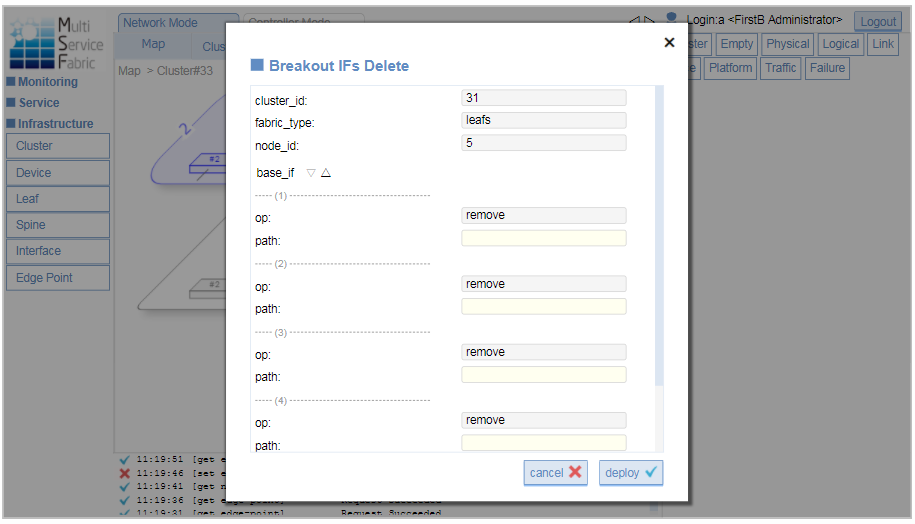 Multi
Service
Fabric
Network Mode
Controller Mode
Login:a <FirstB Administrator>
Logout
Map
Empty
Physical
Logical
Link
Platform
Traffic
Failure
Map > Cluster#33
Monitoring
Service
Infrastructure
Cluster
Device
Leaf
Spine
Interface
Edge Point
2
#2
#2
Breakout IFs Delete
cluster_id: 31
fabric_type: leafs
node_id: 5
base_if ▽ △
----- (1) -----------------------------------
op: remove
path:
----- (2) -----------------------------------
op: remove
path:
----- (3) -----------------------------------
op: remove
path:
----- (4) -----------------------------------
op: remove
path:
cancel
deploy
11:19:51 [get
11:19:46 [set
11:19:41 [get
11:19:36 [get edge-point] Request Succeeded
11:19:31 [get edge-point] Request Succeeded